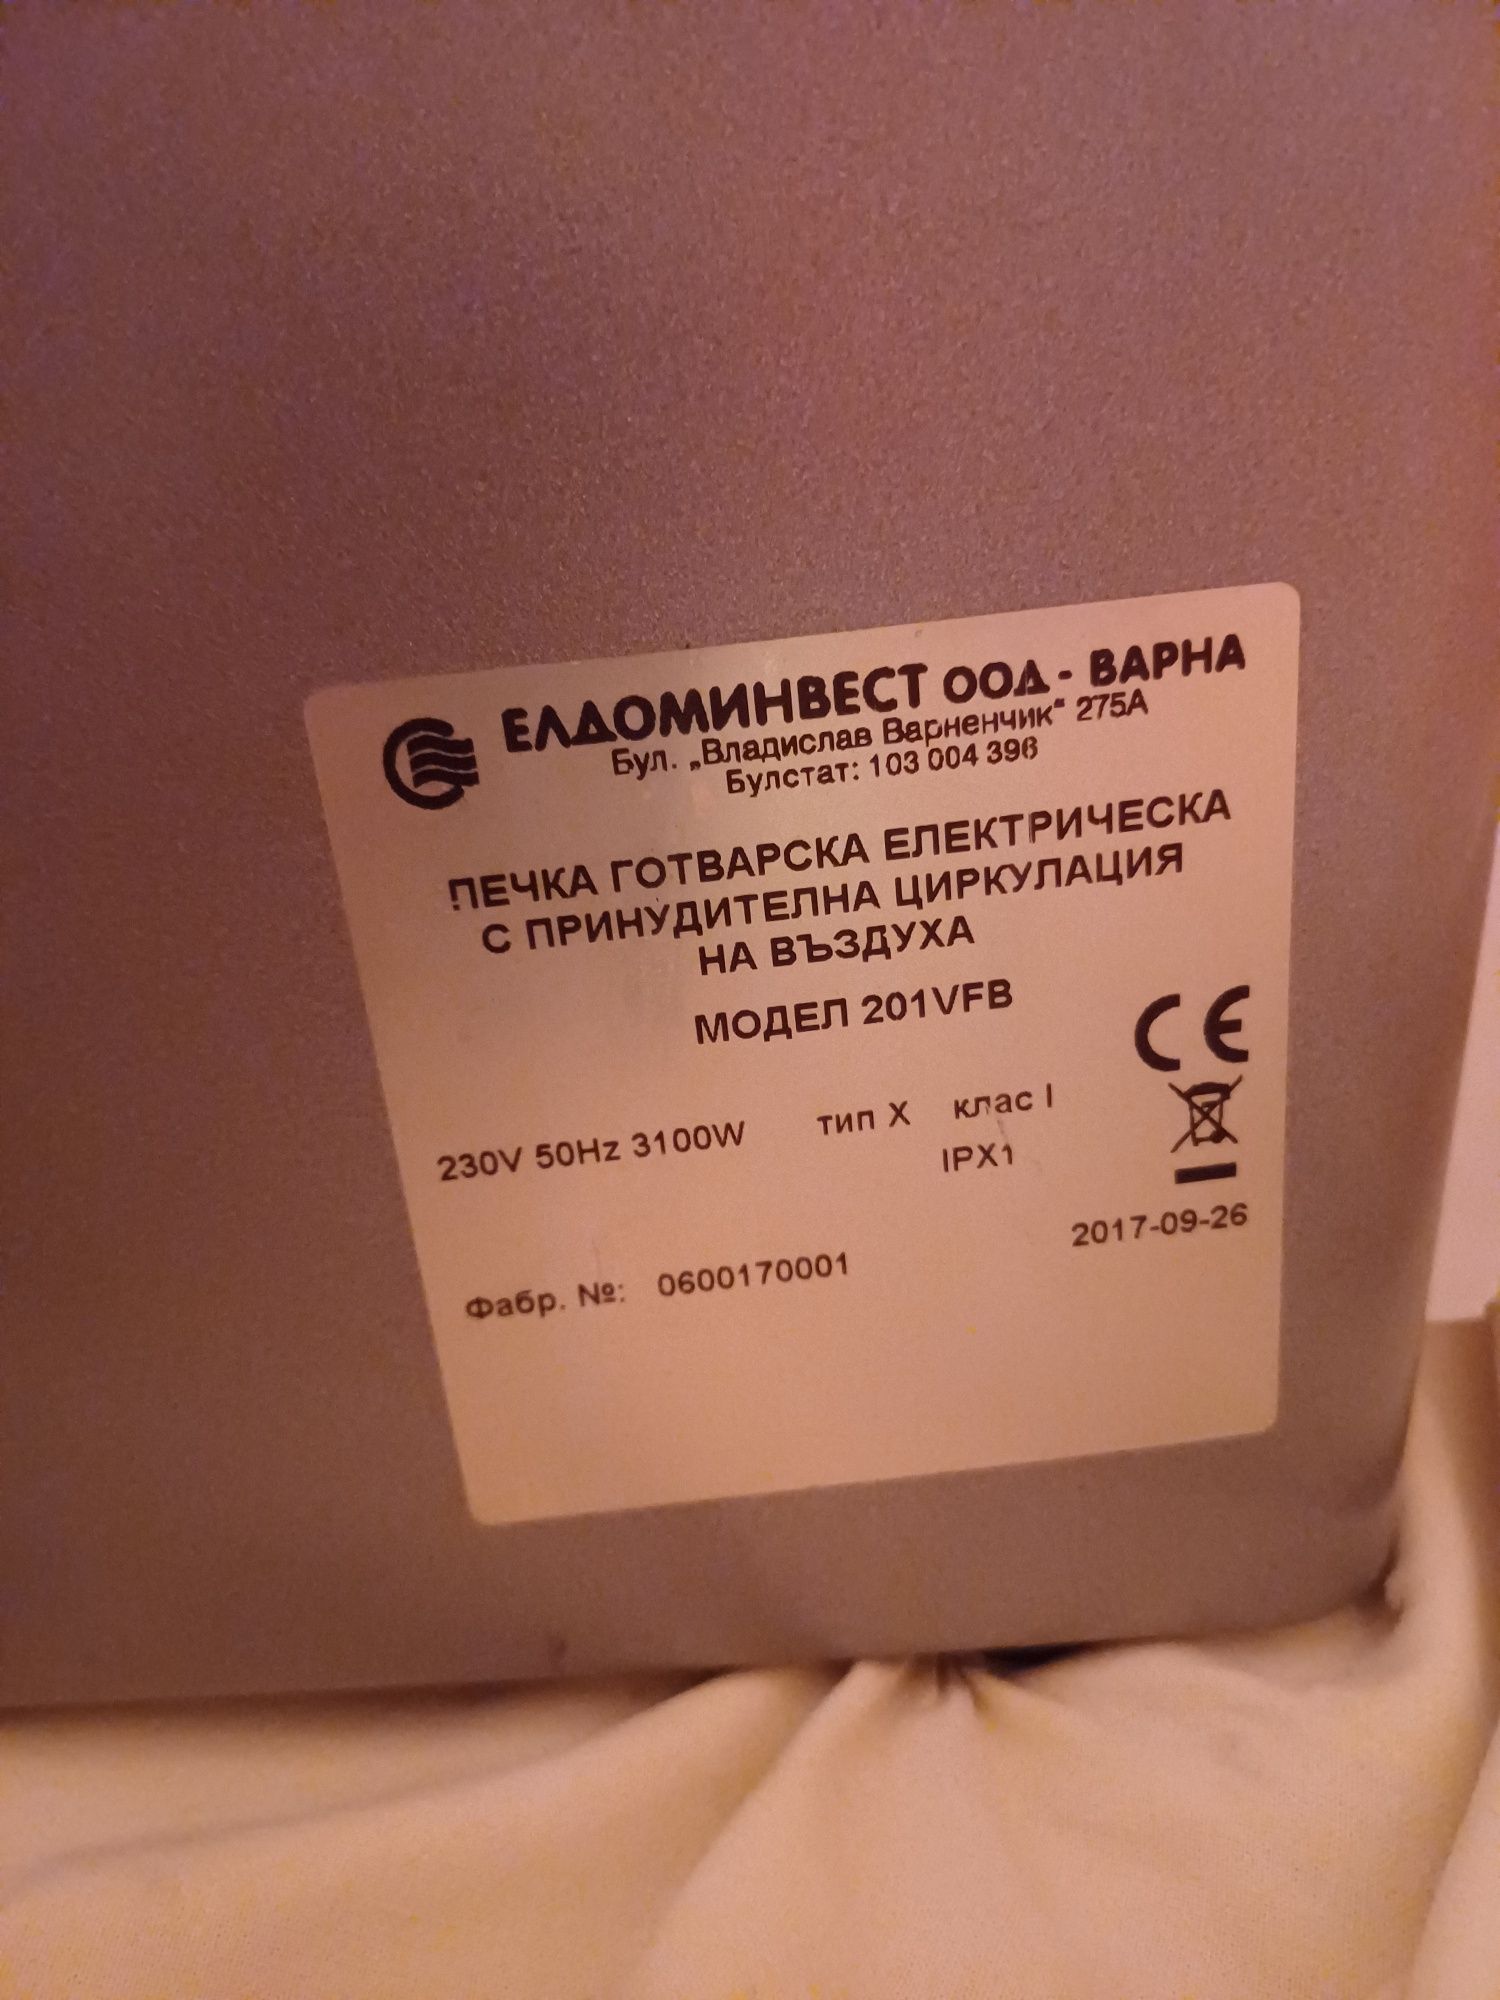 ЕЛДОМИНВЕСТ ООД - ВАРНА
Бул. „Владислав Варненчик“ 275А
Булстат: 103 004 396
ПЕЧКА ГОТВАРСКА ЕЛЕКТРИЧЕСКА
С ПРИНУДИТЕЛНА ЦИРКУЛАЦИЯ
НА ВЪЗДУХА
МОДЕЛ 201VFB
CE
230V 50Hz 3100W тип X клас I
IPX1
2017-09-26
Фабр. №: 0600170001